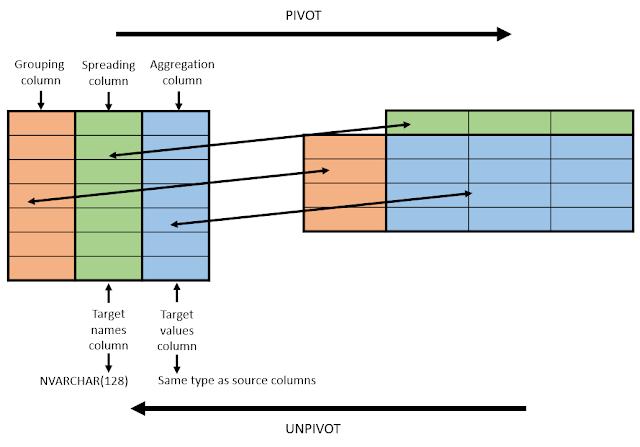 PIVOT
Grouping
column
Spreading
column
Aggregation
column
Target
names
column
Target
values
column
NVARCHAR(128)
Same type as source columns
UNPIVOT